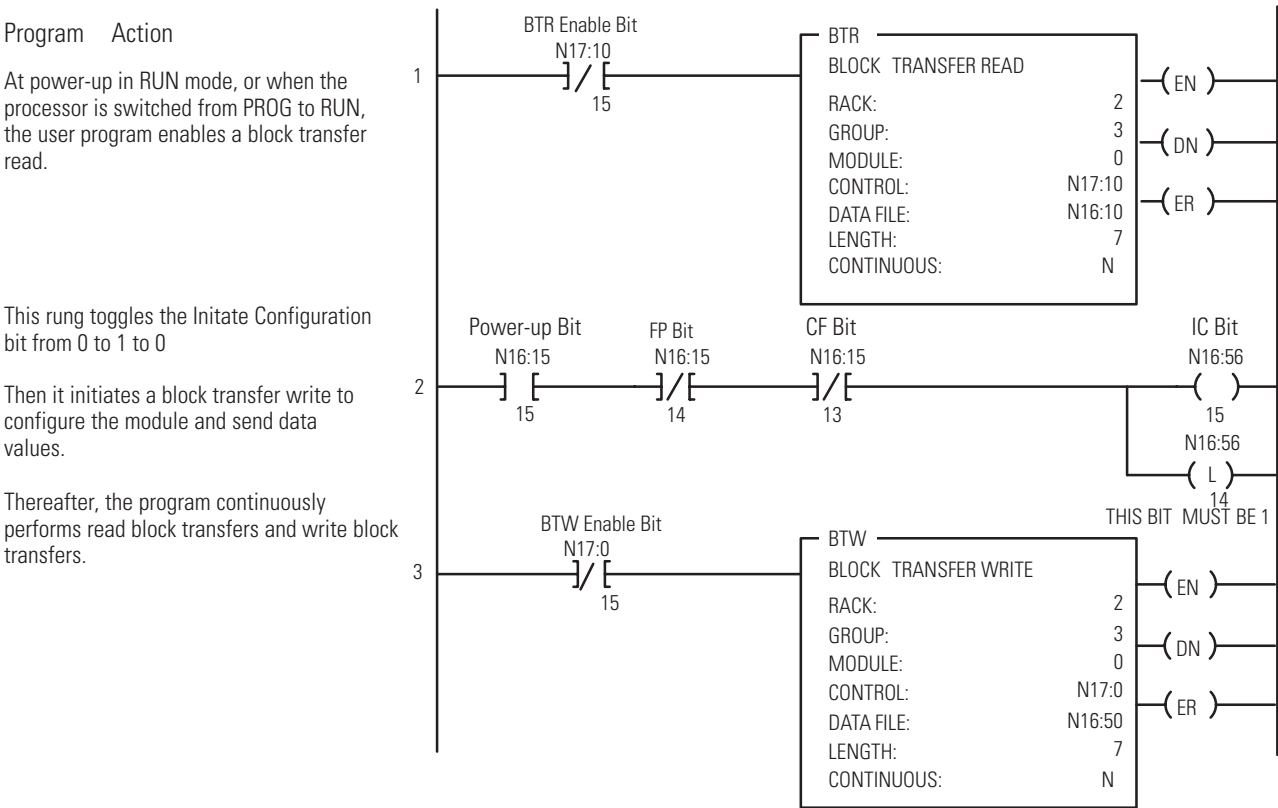 Program Action
At power-up in RUN mode, or when the
processor is switched from PROG to RUN,
the user program enables a block transfer
read.
This rung toggles the Initate Configuration
bit from 0 to 1 to 0
Then it initiates a block transfer write to
configure the module and send data
values.
Thereafter, the program continuously
performs read block transfers and write block
transfers.
1
BTR Enable Bit
N17:10
15
BTR
BLOCK TRANSFER READ
RACK: 2
GROUP: 3
MODULE: 0
CONTROL: N17:10
DATA FILE: N16:10
LENGTH: 7
CONTINUOUS: N
EN
DN
ER
2
Power-up Bit
N16:15
15
FP Bit
N16:15
14
CF Bit
N16:15
13
IC Bit
N16:56
15
N16:56
L
14
THIS BIT MUST BE 1
3
BTW Enable Bit
N17:0
15
BTW
BLOCK TRANSFER WRITE
RACK: 2
GROUP: 3
MODULE: 0
CONTROL: N17:0
DATA FILE: N16:50
LENGTH: 7
CONTINUOUS: N
EN
DN
ER